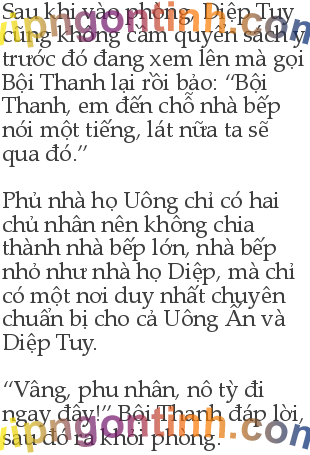 Sau khi vào phòng, Diệp Tuy
cũng không cầm quyển sách y
trước đó đang xem lên mà gọi
Bội Thanh lại rồi bảo: “Bội
Thanh, em đến chỗ nhà bếp
nói một tiếng, lát nữa ta sẽ
qua đó.”
Phủ nhà họ Uông chỉ có hai
chủ nhân nên không chia
thành nhà bếp lớn, nhà bếp
nhỏ như nhà họ Diệp, mà chỉ
có một nơi duy nhất chuyên
chuẩn bị cho cả Uông Ấn và
Diệp Tuy.
“Vâng, phu nhân, nô tỳ đi
ngay đây!” Bội Thanh đáp lời,
sau đó ra khỏi phòng.
vipngontinh.com
vipngontinh.com